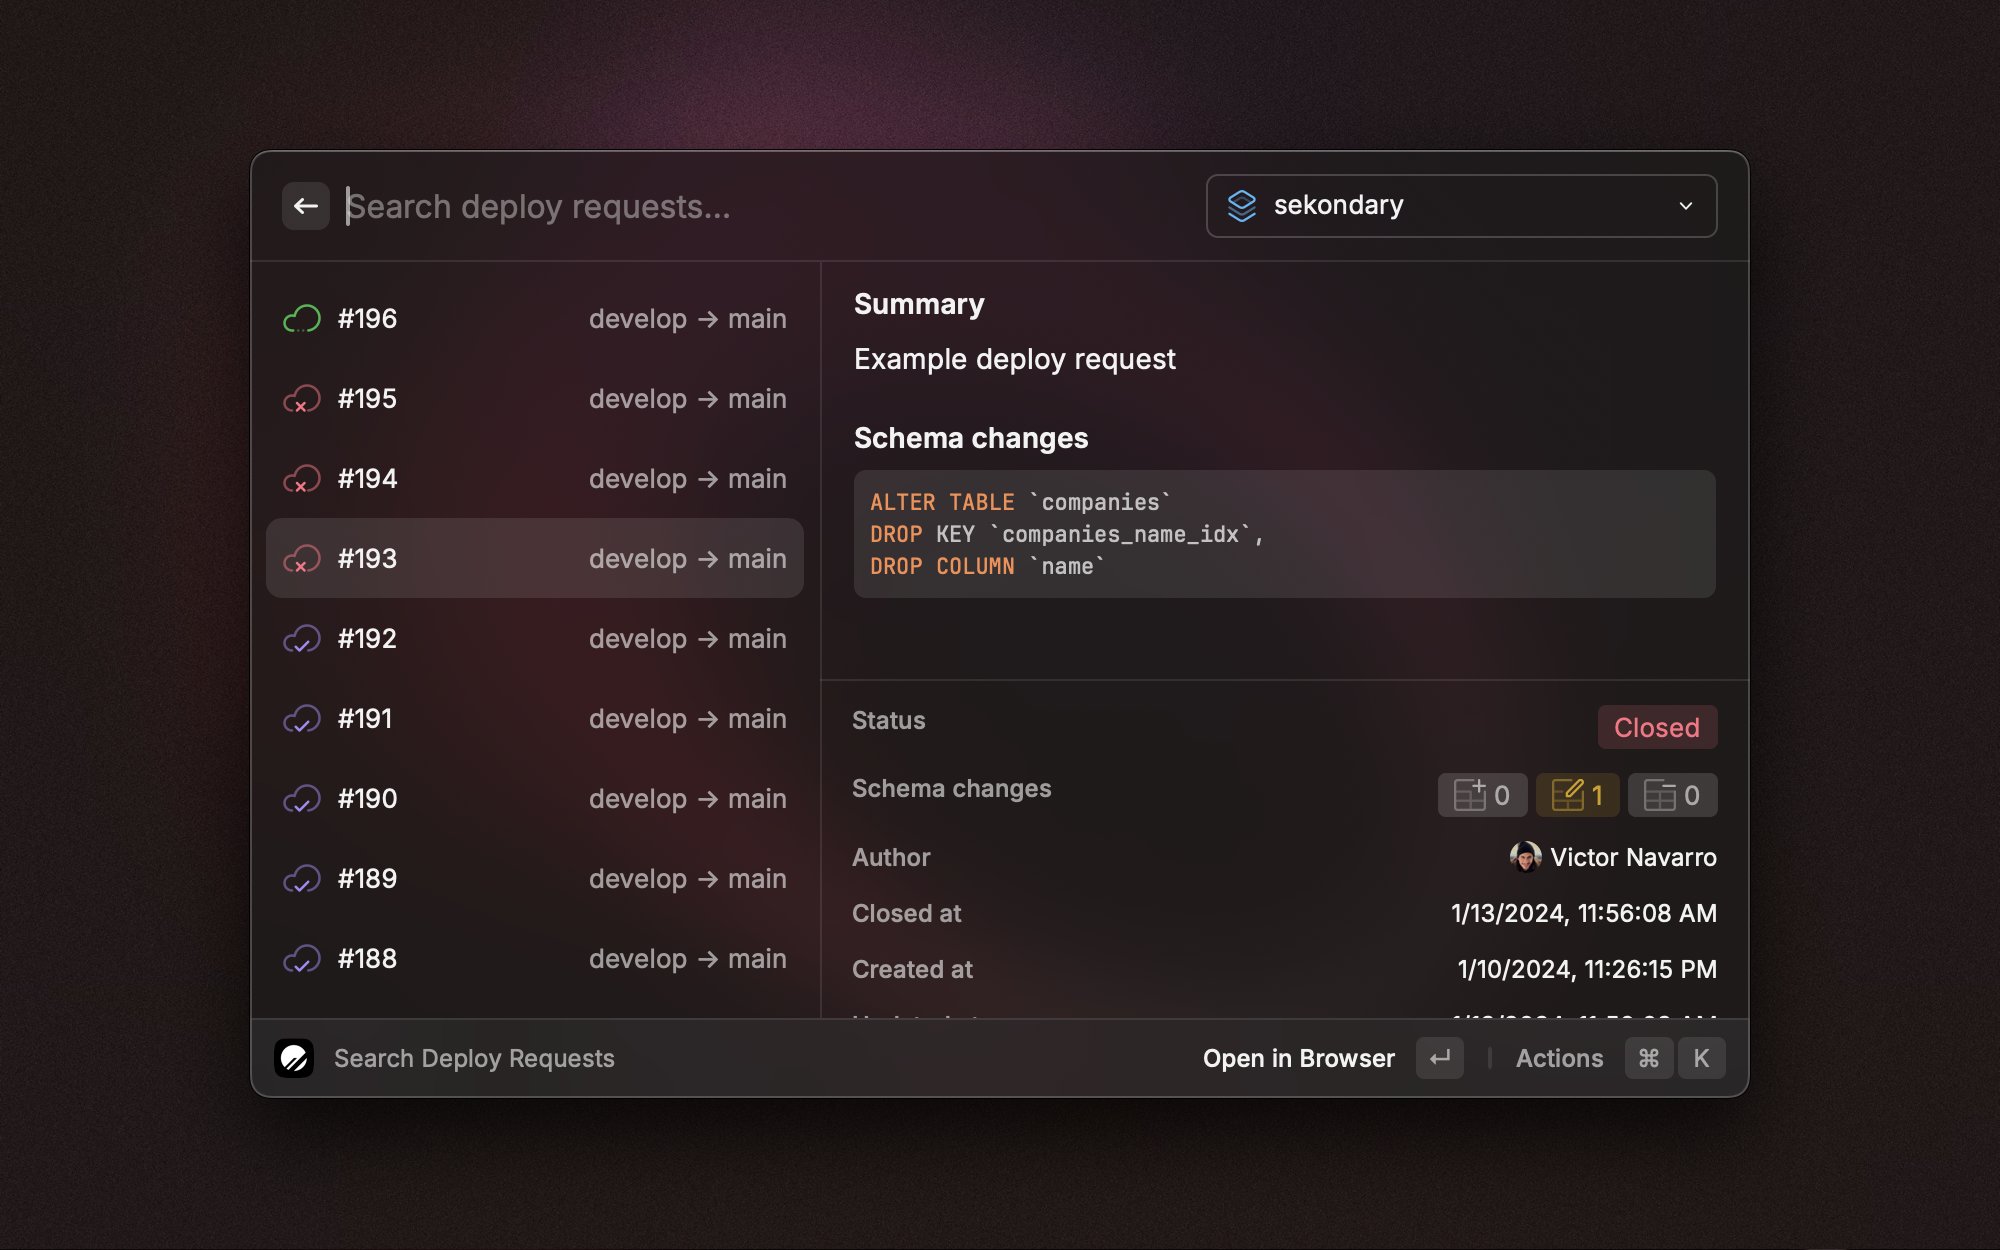 Search deploy requests...
sekondary
#196 develop → main
#195 develop → main
#194 develop → main
#193 develop → main
#192 develop → main
#191 develop → main
#190 develop → main
#189 develop → main
#188 develop → main
Summary
Example deploy request
Schema changes
ALTER TABLE `companies`
DROP KEY `companies_name_idx`,
DROP COLUMN `name`
Status Closed
Schema changes 0 1 0
Author Victor Navarro
Closed at 1/13/2024, 11:56:08 AM
Created at 1/10/2024, 11:26:15 PM
Search Deploy Requests
Open in Browser ↵ Actions ⌘ K